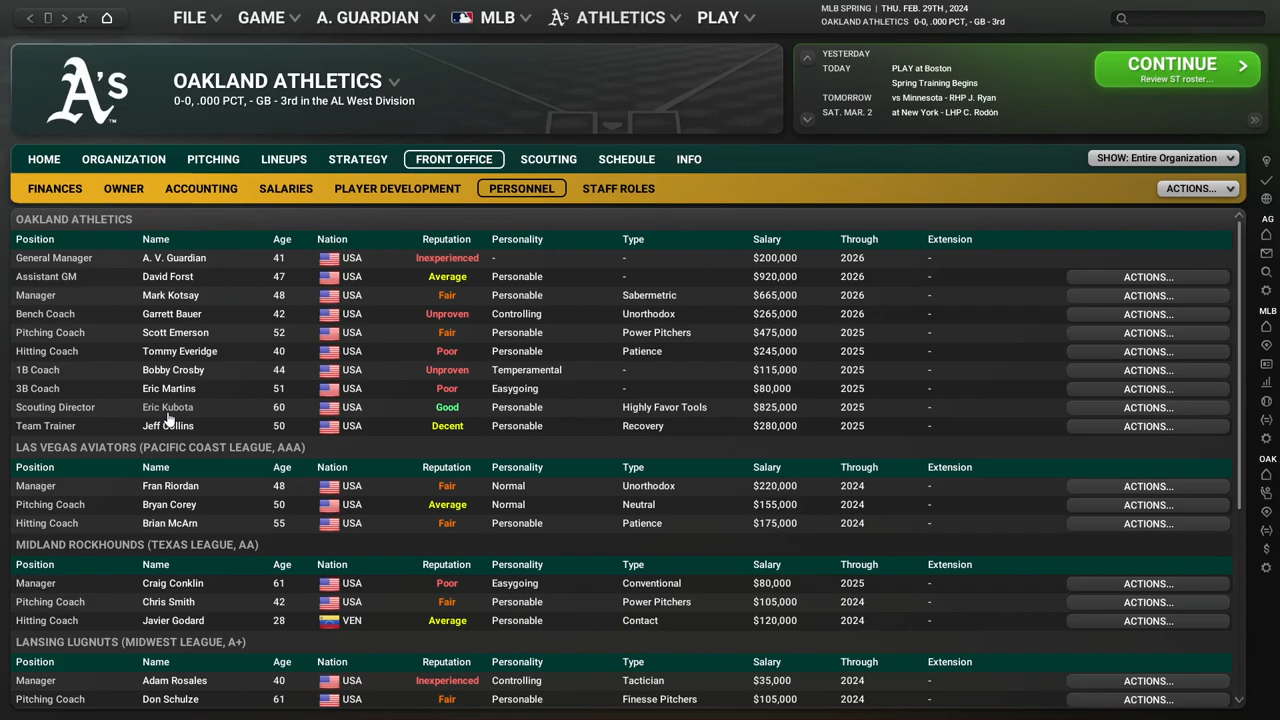 FILE GAME A. GUARDIAN MLB ATHLETICS PLAY
MLB SPRING | THU. FEB. 29TH , 2024
OAKLAND ATHLETICS 0-0, .000 PCT, - GB - 3rd
A's
OAKLAND ATHLETICS
0-0, .000 PCT, - GB - 3rd in the AL West Division
YESTERDAY
TODAY PLAY at Boston
Spring Training Begins
TOMORROW vs Minnesota - RHP J. Ryan
SAT. MAR. 2 at New York - LHP C. Rodón
CONTINUE
Review ST roster...
HOME ORGANIZATION PITCHING LINEUPS STRATEGY FRONT OFFICE SCOUTING SCHEDULE INFO SHOW: Entire Organization
FINANCES OWNER ACCOUNTING SALARIES PLAYER DEVELOPMENT PERSONNEL STAFF ROLES ACTIONS...
OAKLAND ATHLETICS
Position Name Age Nation Reputation Personality Type Salary Through Extension
General Manager A. V. Guardian 41 USA Inexperienced - - $200,000 2026 -
Assistant GM David Forst 47 USA Average Personable - $920,000 2026 - ACTIONS...
Manager Mark Kotsay 48 USA Fair Personable Sabermetric $665,000 2026 - ACTIONS...
Bench Coach Garrett Bauer 42 USA Unproven Controlling Unorthodox $265,000 2026 - ACTIONS...
Pitching Coach Scott Emerson 52 USA Fair Personable Power Pitchers $475,000 2025 - ACTIONS...
Hitting Coach Tommy Everidge 40 USA Poor Personable Patience $245,000 2025 - ACTIONS...
1B Coach Bobby Crosby 44 USA Unproven Temperamental $115,000 2025 - ACTIONS...
3B Coach Eric Martins 51 USA Poor Easygoing - $80,000 2025 - ACTIONS...
Scouting Director Eric Kubota 60 USA Good Personable Highly Favor Tools $825,000 2025 - ACTIONS...
Team Trainer Jeff Collins 50 USA Decent Personable Recovery $280,000 2025 - ACTIONS...
LAS VEGAS AVIATORS (PACIFIC COAST LEAGUE, AAA)
Position Name Age Nation Reputation Personality Type Salary Through Extension
Manager Fran Riordan 48 USA Fair Normal Unorthodox $220,000 2024 - ACTIONS...
Pitching Coach Bryan Corey 50 USA Average Normal Neutral $155,000 2024 - ACTIONS...
Hitting Coach Brian McArn 55 USA Fair Personable Patience $175,000 2024 - ACTIONS...
MIDLAND ROCKHOUNDS (TEXAS LEAGUE, AA)
Position Name Age Nation Reputation Personality Type Salary Through Extension
Manager Craig Conklin 61 USA Poor Easygoing Conventional $80,000 2025 - ACTIONS...
Pitching Coach Chris Smith 42 USA Fair Personable Power Pitchers $105,000 2024 - ACTIONS...
Hitting Coach Javier Godard 28 VEN Average Personable Contact $120,000 2024 - ACTIONS...
LANSING LUGNUTS (MIDWEST LEAGUE, A+)
Position Name Age Nation Reputation Personality Type Salary Through Extension
Manager Adam Rosales 40 USA Inexperienced Controlling Tactician $35,000 2024 - ACTIONS...
Pitching Coach Don Schulze 61 USA Fair Personable Finesse Pitchers $105,000 2024 - ACTIONS...
AG
MLB
OAK